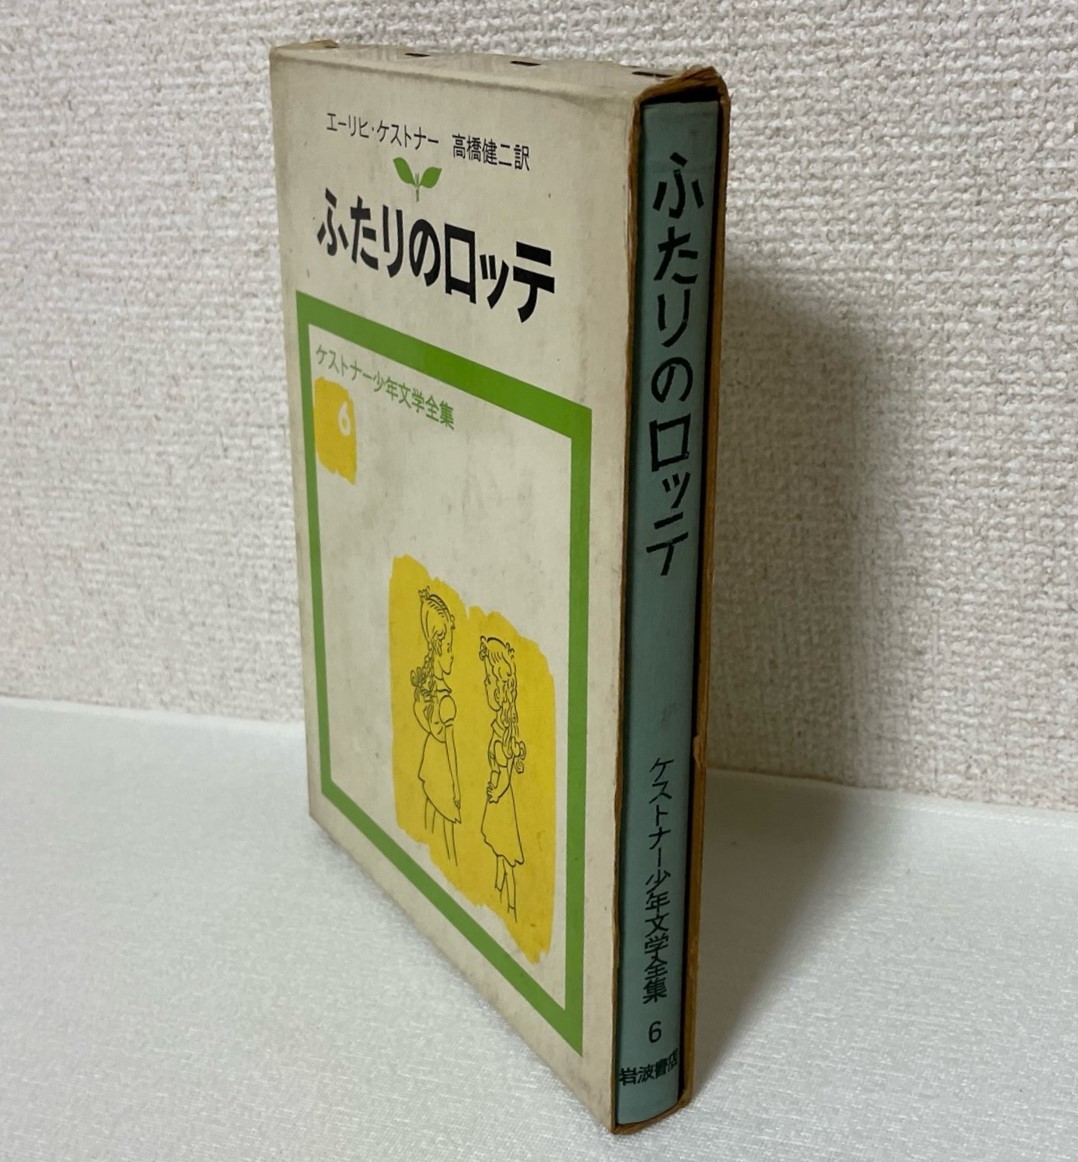 エーリヒ・ケストナー 高橋健二訳
ふたりのロッテ
ケストナー少年文学全集
6
ふたりのロッテ
ケストナー少年文学全集 6
岩波書店